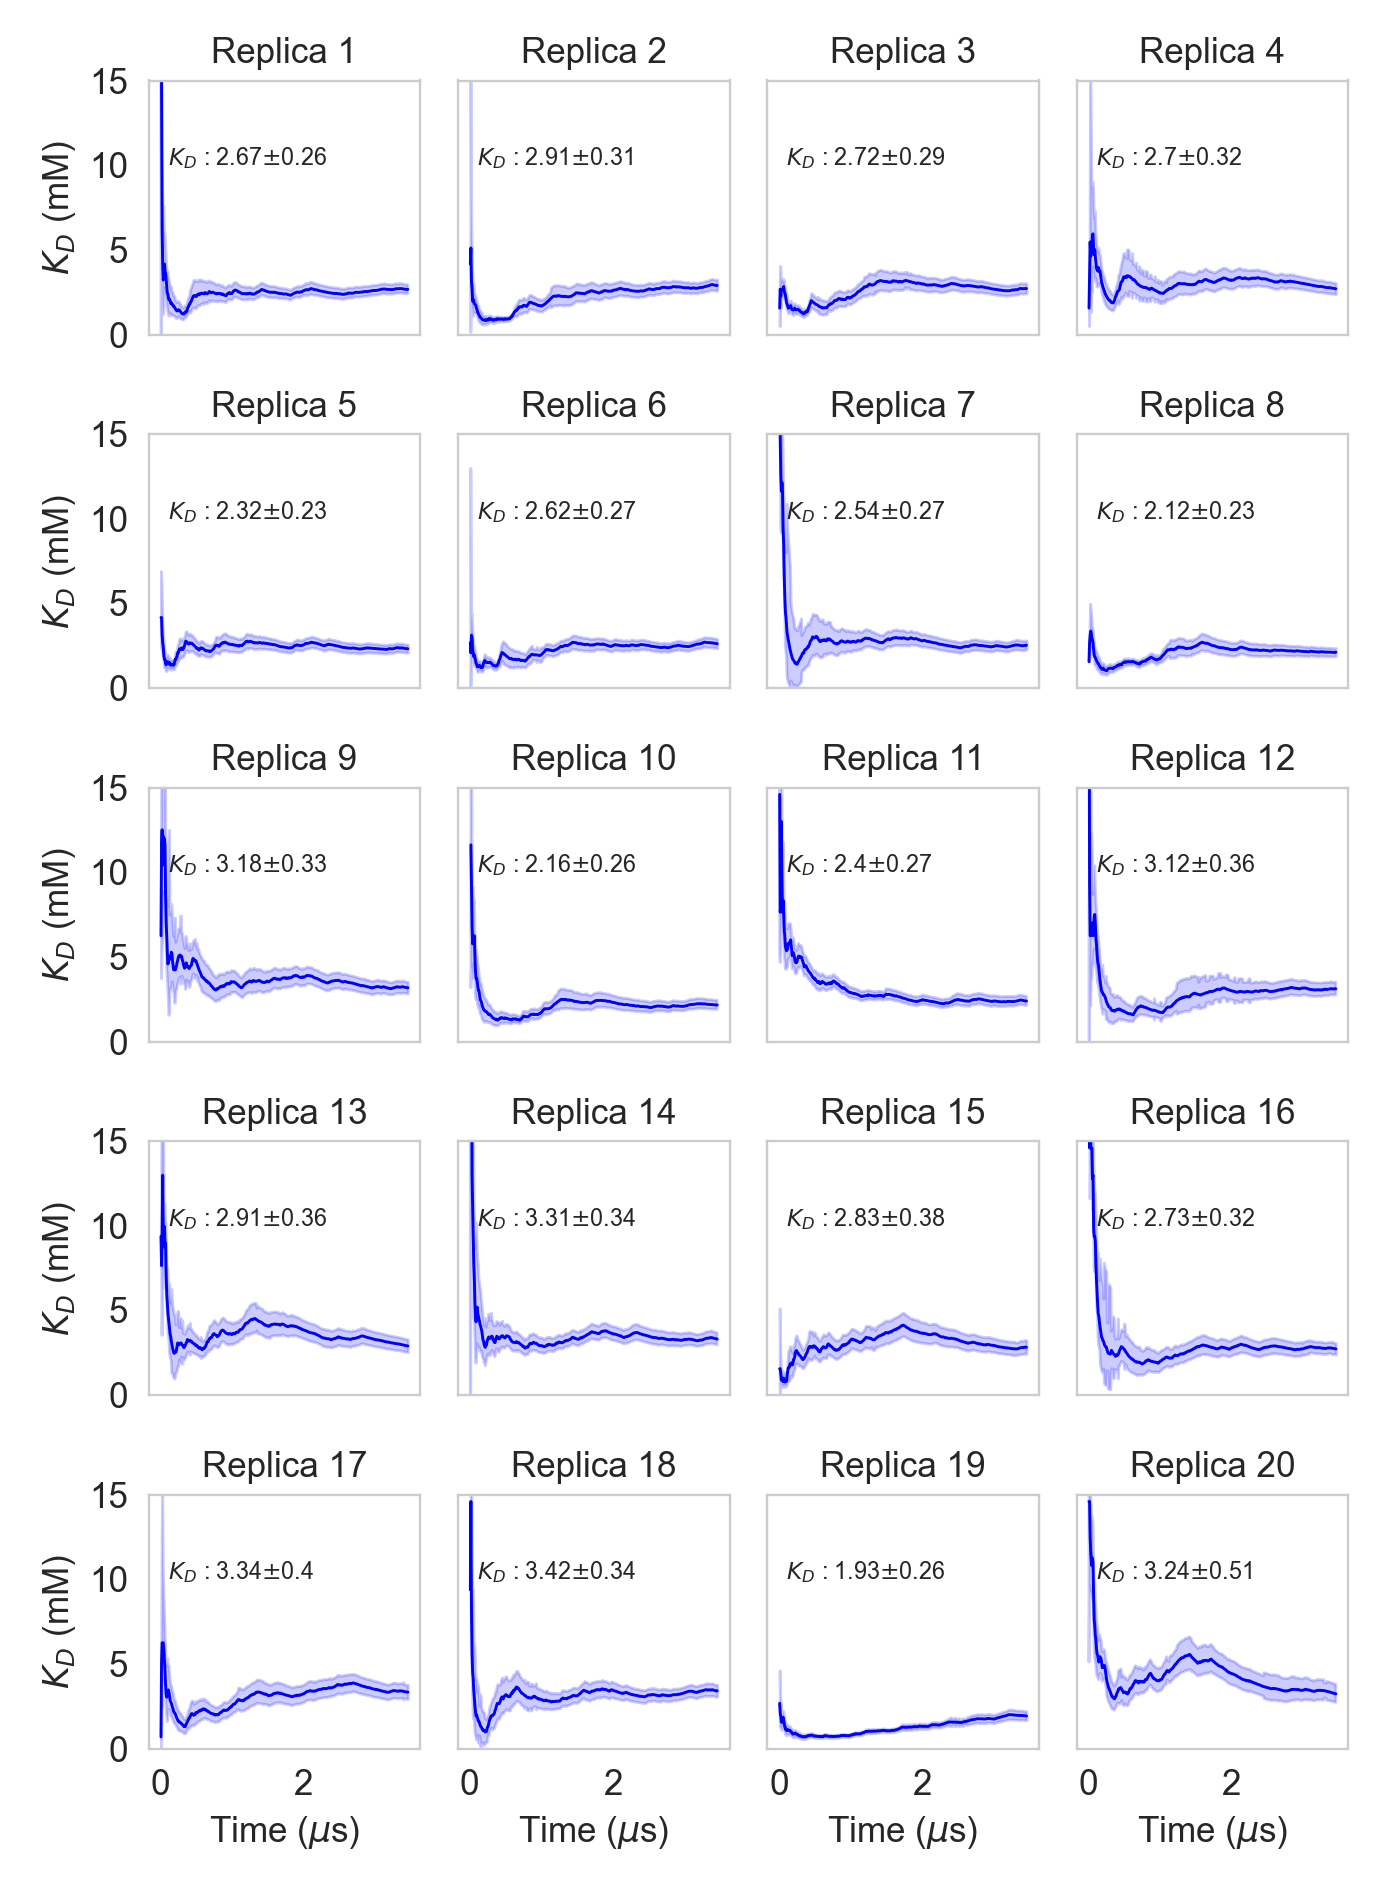 Replica 1 Replica 2 Replica 3 Replica 4
15
10
5
0
K_D (mM)
K_D : 2.67±0.26
K_D : 2.91±0.31
K_D : 2.72±0.29
K_D : 2.7±0.32
Replica 5 Replica 6 Replica 7 Replica 8
15
10
5
0
K_D (mM)
K_D : 2.32±0.23
K_D : 2.62±0.27
K_D : 2.54±0.27
K_D : 2.12±0.23
Replica 9 Replica 10 Replica 11 Replica 12
15
10
5
0
K_D (mM)
K_D : 3.18±0.33
K_D : 2.16±0.26
K_D : 2.4±0.27
K_D : 3.12±0.36
Replica 13 Replica 14 Replica 15 Replica 16
15
10
5
0
K_D (mM)
K_D : 2.91±0.36
K_D : 3.31±0.34
K_D : 2.83±0.38
K_D : 2.73±0.32
Replica 17 Replica 18 Replica 19 Replica 20
15
10
5
0
K_D (mM)
K_D : 3.34±0.4
K_D : 3.42±0.34
K_D : 1.93±0.26
K_D : 3.24±0.51
0 2 0 2 0 2 0 2
Time (μs) Time (μs) Time (μs) Time (μs)